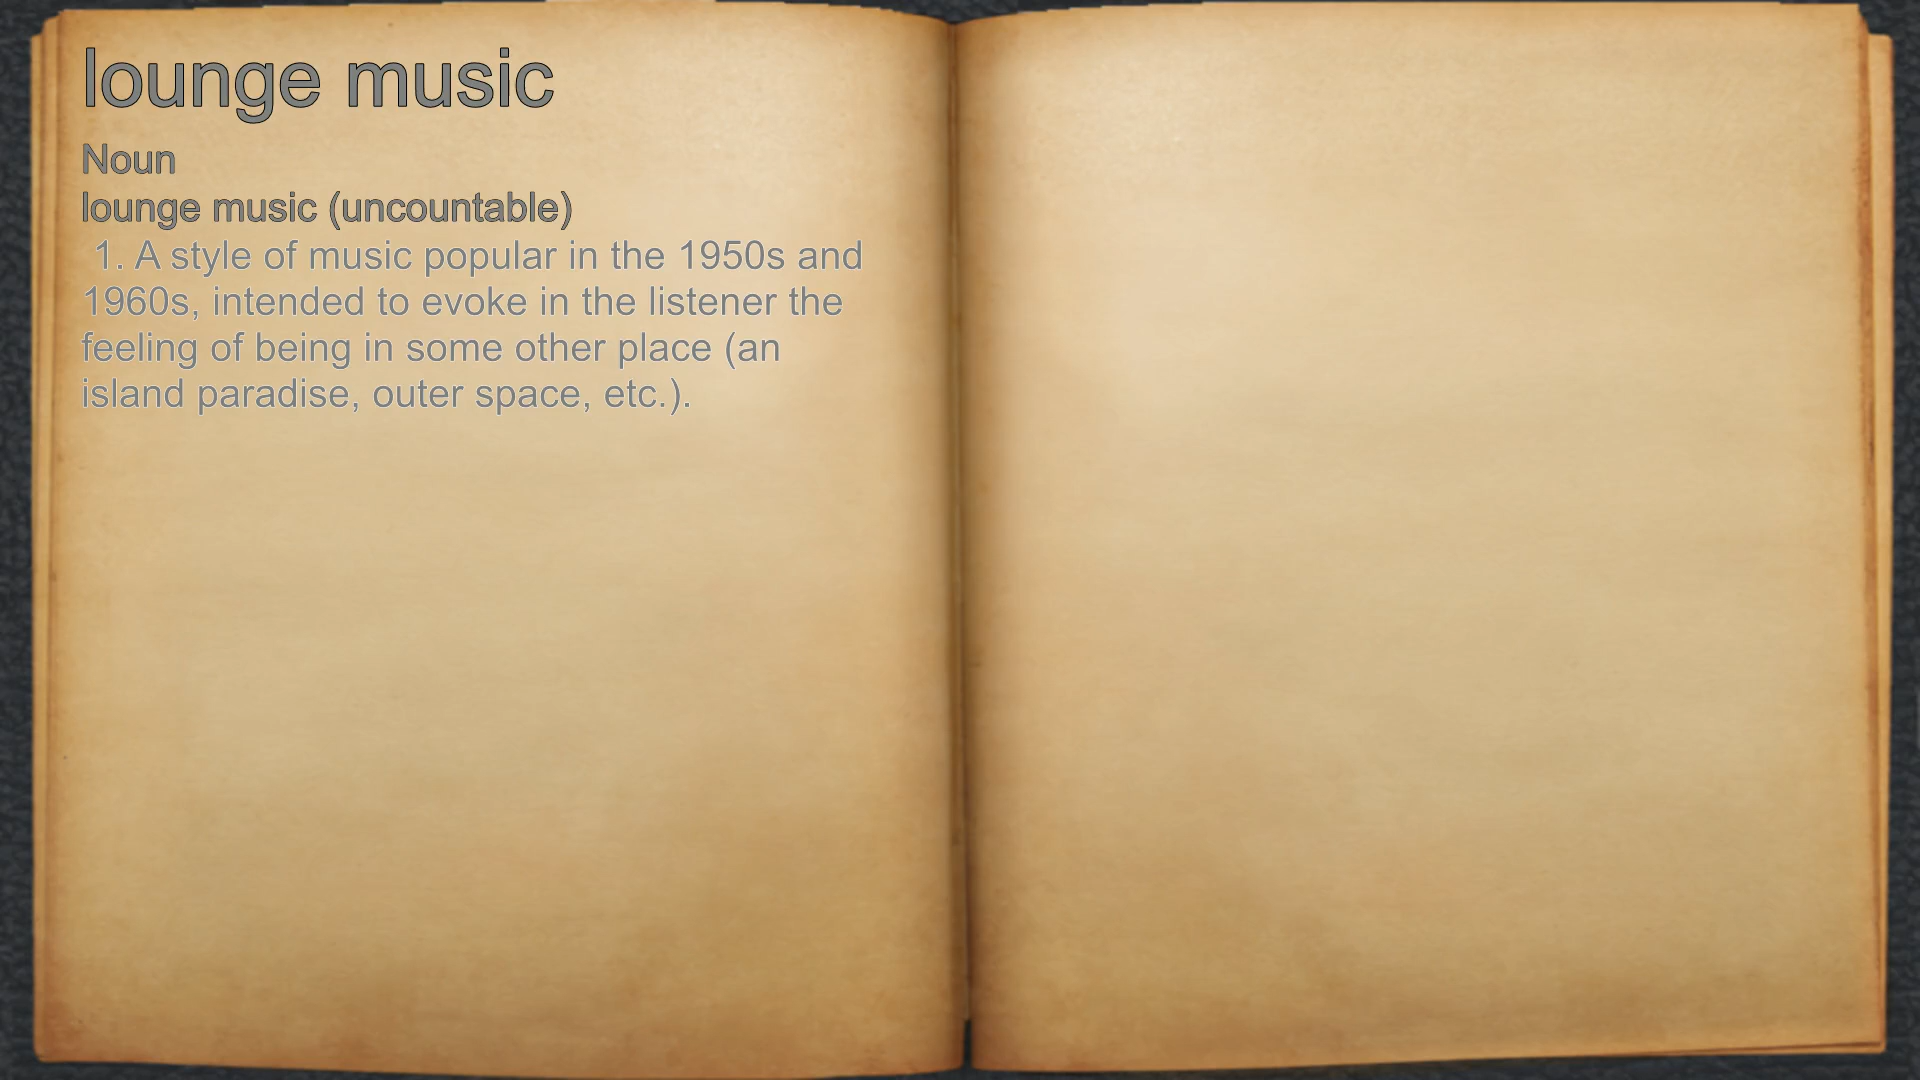 lounge music
Noun
lounge music (uncountable)
1. A style of music popular in the 1950s and
1960s, intended to evoke in the listener the
feeling of being in some other place (an
island paradise, outer space, etc.).